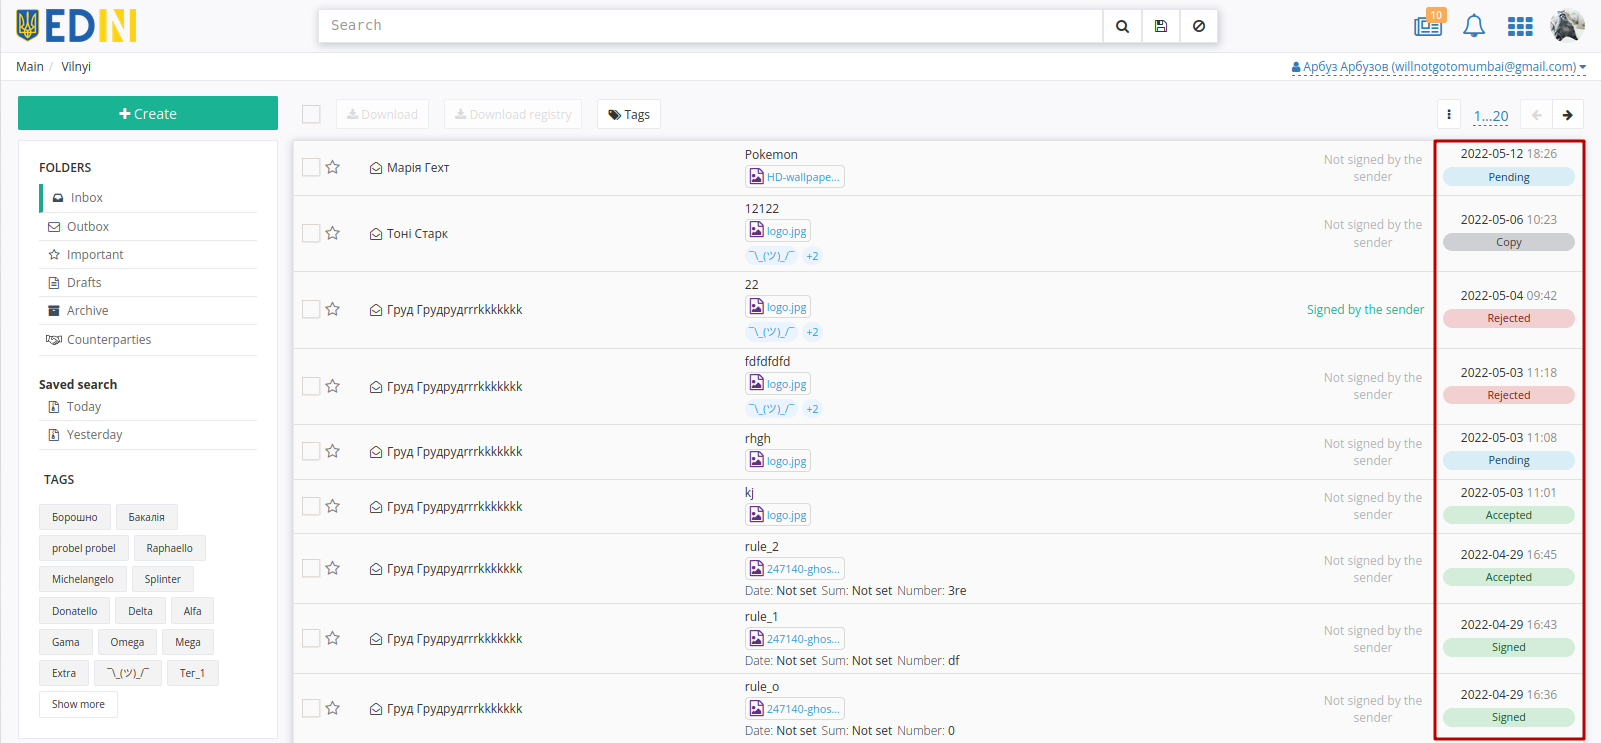 EDIN
Search
10
Main / Vilnyi
Арбуз Арбузов (willnotgotomumbai@gmail.com)
Create
Download
Download registry
Tags
1...20
FOLDERS
Inbox
Outbox
Important
Drafts
Archive
Counterparties
Saved search
Today
Yesterday
TAGS
Борошно
Бакалія
probel probel
Raphaello
Michelangelo
Splinter
Donatello
Delta
Alfa
Gama
Omega
Mega
Extra
¯\_(ツ)_/¯
Тег_1
Show more
Марія Гехт
Pokemon
HD-wallpape...
Not signed by the
sender
2022-05-12 18:26
Pending
Тоні Старк
12122
logo.jpg
¯\_(ツ)_/¯ +2
Not signed by the
sender
2022-05-06 10:23
Copy
Груд Грудрудrrrkkkkkkk
22
logo.jpg
¯\_(ツ)_/¯ +2
Signed by the sender
2022-05-04 09:42
Rejected
Груд Грудрудrrrkkkkkkk
fdfdfdfd
logo.jpg
¯\_(ツ)_/¯ +2
Not signed by the
sender
2022-05-03 11:18
Rejected
Груд Грудрудrrrkkkkkkk
rhgh
logo.jpg
Not signed by the
sender
2022-05-03 11:08
Pending
Груд Грудрудrrrkkkkkkk
kj
logo.jpg
Not signed by the
sender
2022-05-03 11:01
Accepted
Груд Грудрудrrrkkkkkkk
rule_2
247140-ghos...
Date: Not set Sum: Not set Number: 3re
Not signed by the
sender
2022-04-29 16:45
Accepted
Груд Грудрудrrrkkkkkkk
rule_1
247140-ghos...
Date: Not set Sum: Not set Number: df
Not signed by the
sender
2022-04-29 16:43
Signed
Груд Грудрудrrrkkkkkkk
rule_o
247140-ghos...
Date: Not set Sum: Not set Number: 0
Not signed by the
sender
2022-04-29 16:36
Signed